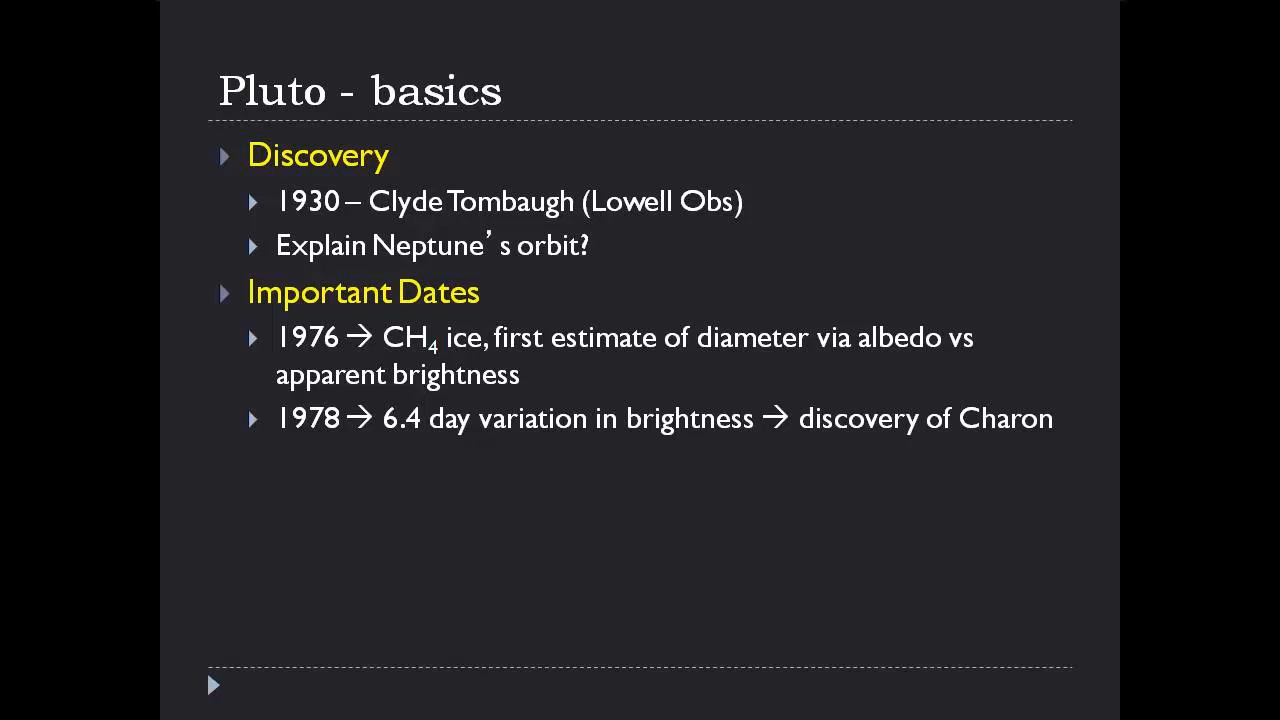 Pluto - basics
Discovery
1930 – Clyde Tombaugh (Lowell Obs)
Explain Neptune’s orbit?
Important Dates
1976 → CH₄ ice, first estimate of diameter via albedo vs
apparent brightness
1978 → 6.4 day variation in brightness → discovery of Charon